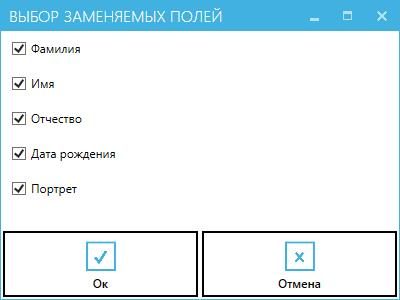 ВЫБОР ЗАМЕНЯЕМЫХ ПОЛЕЙ
Фамилия
Имя
Отчество
Дата рождения
Портрет
Ок
Отмена